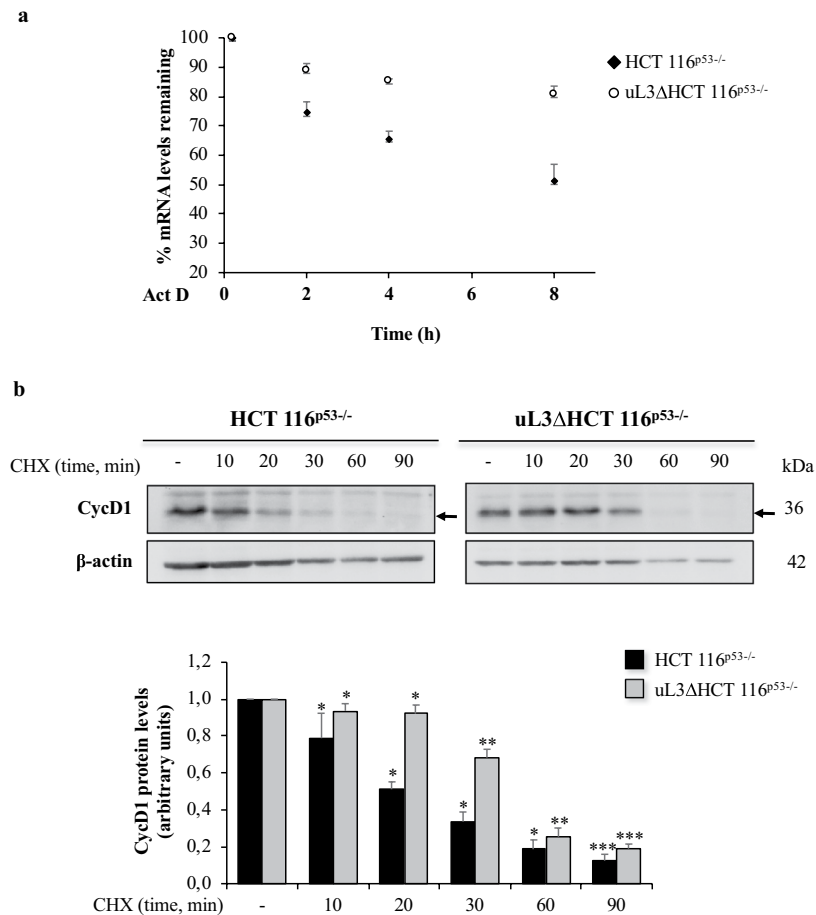 a
100
90
80
70
60
50
40
30
20
% mRNA levels remaining
Act D 0 2 4 6 8
Time (h)
HCT 116p53-/-
uL3ΔHCT 116p53-/-
b
HCT 116p53-/- uL3ΔHCT 116p53-/-
CHX (time, min) - 10 20 30 60 90 - 10 20 30 60 90 kDa
CycD1 36
β-actin 42
HCT 116p53-/-
uL3ΔHCT 116p53-/-
1,2
1,0
0,8
0,6
0,4
0,2
0,0
CycD1 protein levels
(arbitrary units)
* * * * * ** * ** *** ***
CHX (time, min) - 10 20 30 60 90